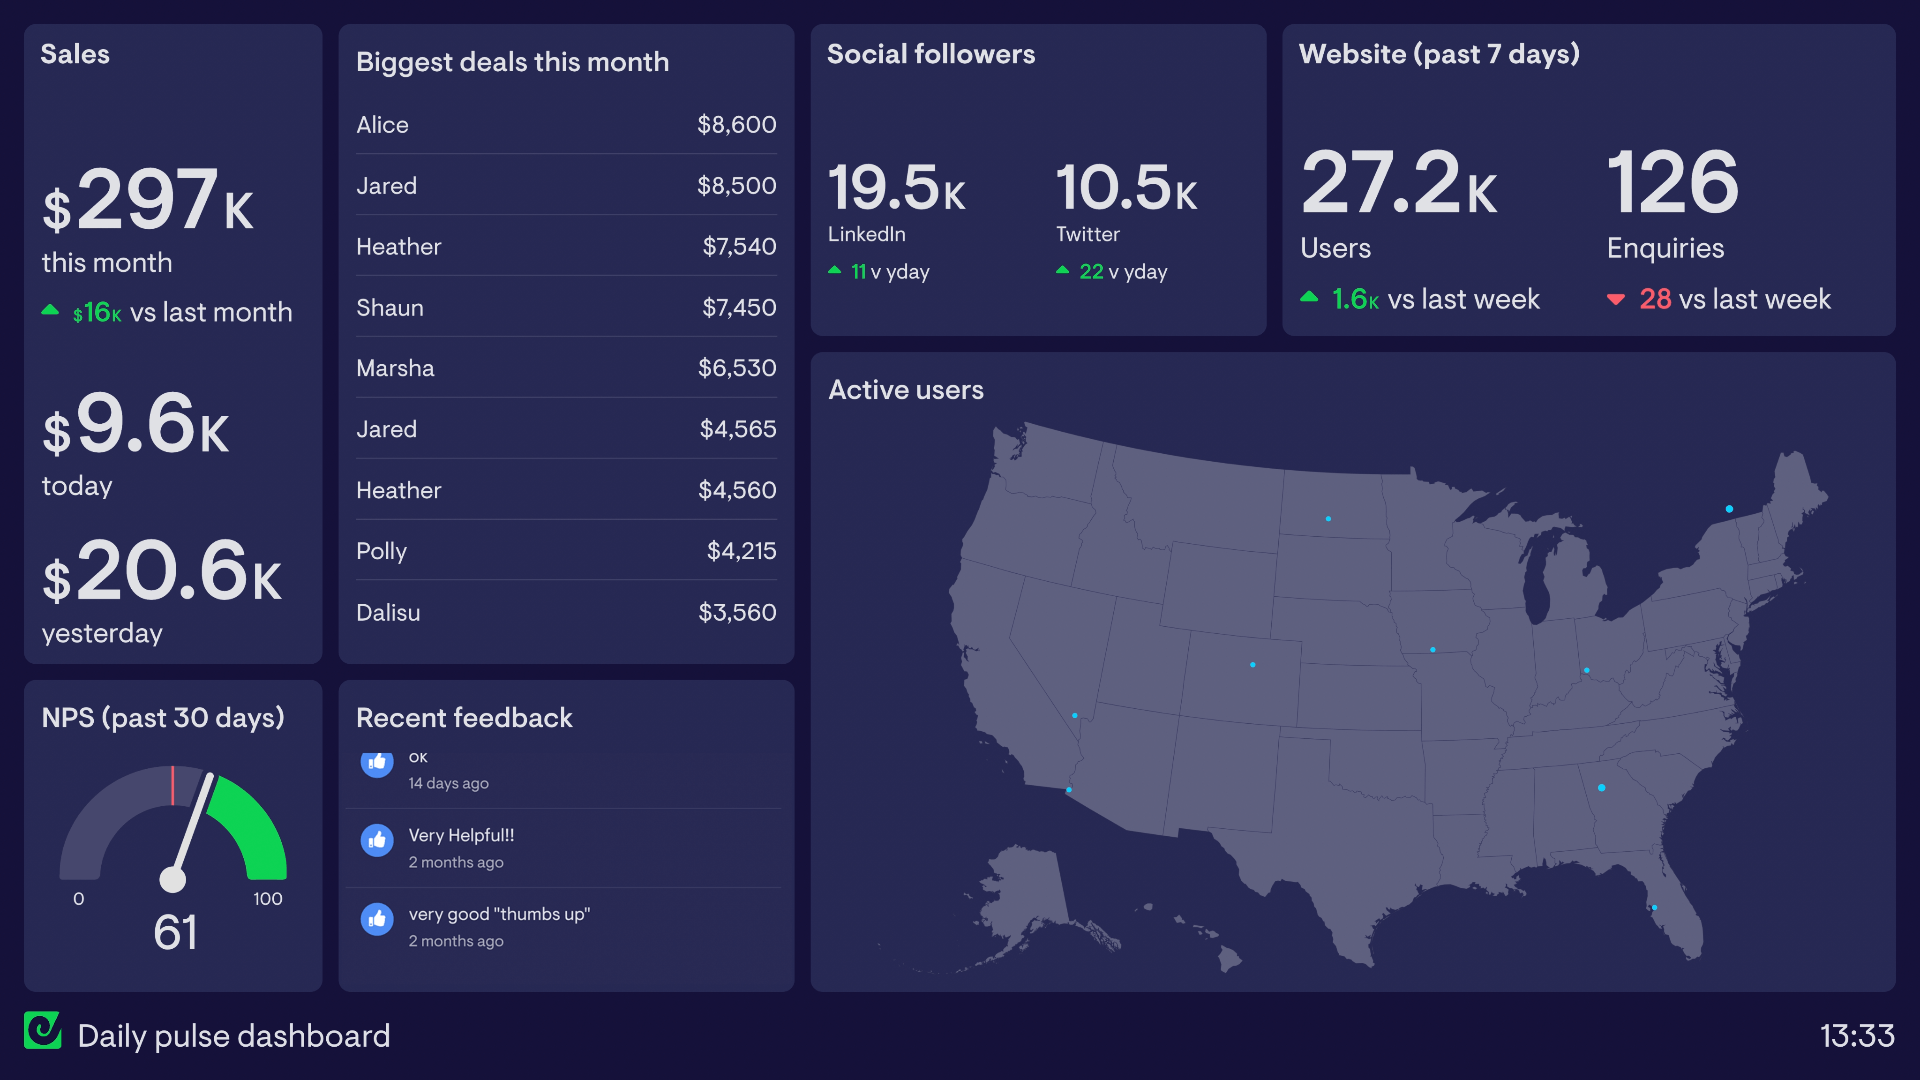 Sales
$297K
this month
$16K vs last month
$9.6K
today
$20.6K
yesterday
Biggest deals this month
Alice $8,600
Jared $8,500
Heather $7,540
Shaun $7,450
Marsha $6,530
Jared $4,565
Heather $4,560
Polly $4,215
Dalisu $3,560
Social followers
19.5K 10.5K
LinkedIn Twitter
11 v yday 22 v yday
Website (past 7 days)
27.2K 126
Users Enquiries
1.6K vs last week 28 vs last week
Active users
NPS (past 30 days)
0 100
61
Recent feedback
OK
14 days ago
Very Helpful!!
2 months ago
very good "thumbs up"
2 months ago
Daily pulse dashboard
13:33